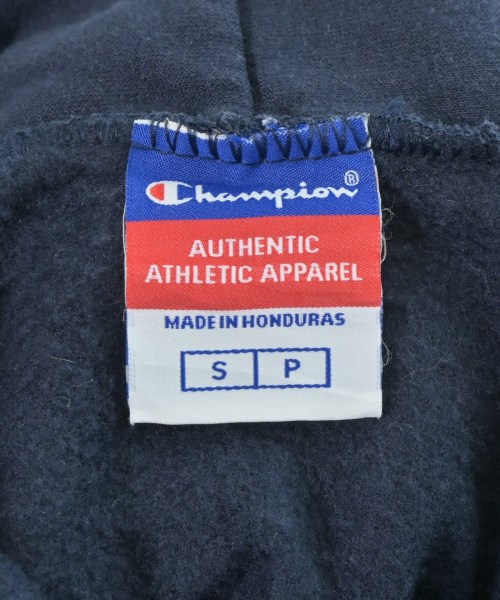 Champion®
AUTHENTIC
ATHLETIC APPAREL
MADE IN HONDURAS
S P